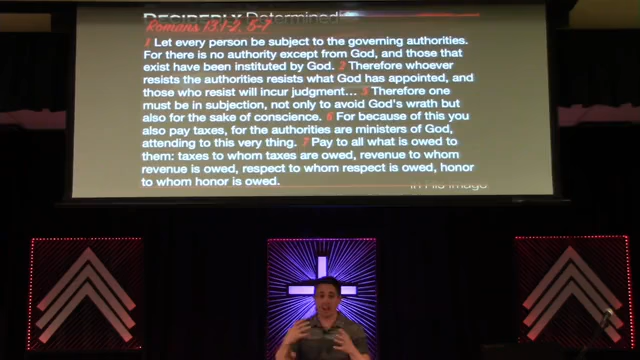 DECIDEDLY Determined!
Romans 13:1-2, 5-7
1 Let every person be subject to the governing authorities.
For there is no authority except from God, and those that
exist have been instituted by God. 2 Therefore whoever
resists the authorities resists what God has appointed, and
those who resist will incur judgment... 5 Therefore one
must be in subjection, not only to avoid God's wrath but
also for the sake of conscience. 6 For because of this you
also pay taxes, for the authorities are ministers of God,
attending to this very thing. 7 Pay to all what is owed to
them: taxes to whom taxes are owed, revenue to whom
revenue is owed, respect to whom respect is owed, honor
to whom honor is owed.
In His Image